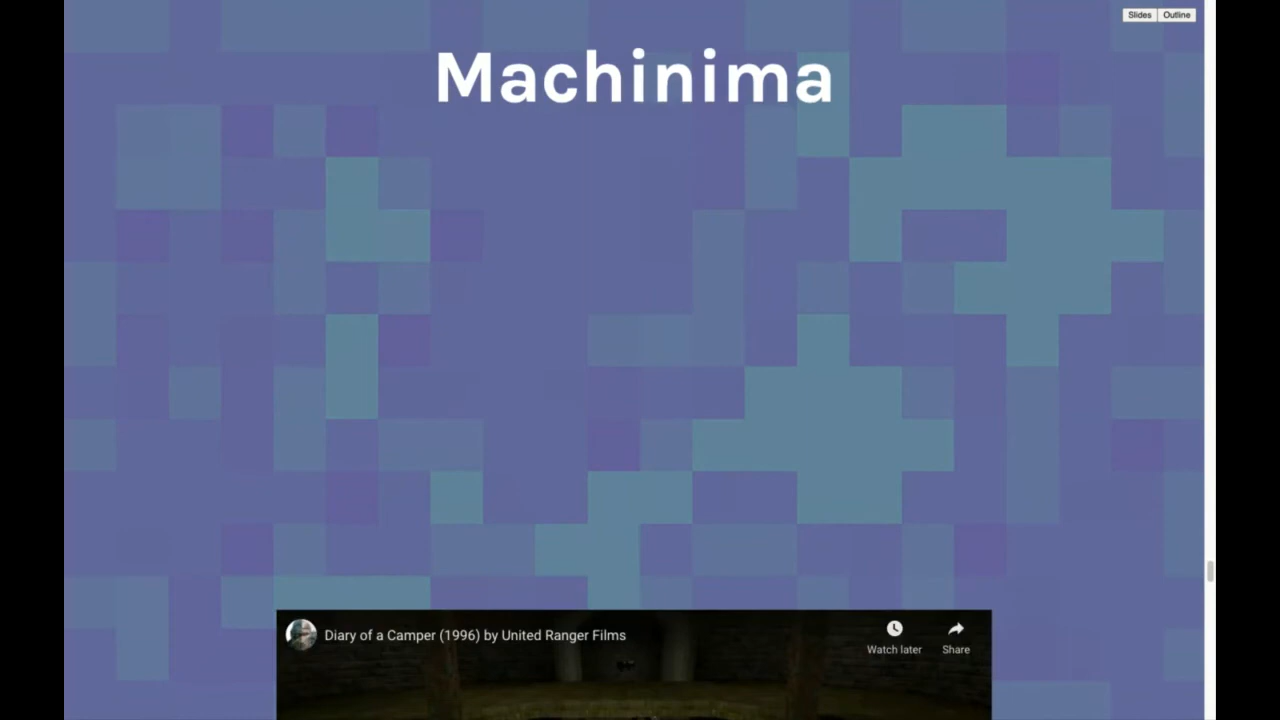 Slides Outline
Machinima
Diary of a Camper (1996) by United Ranger Films
Watch later Share